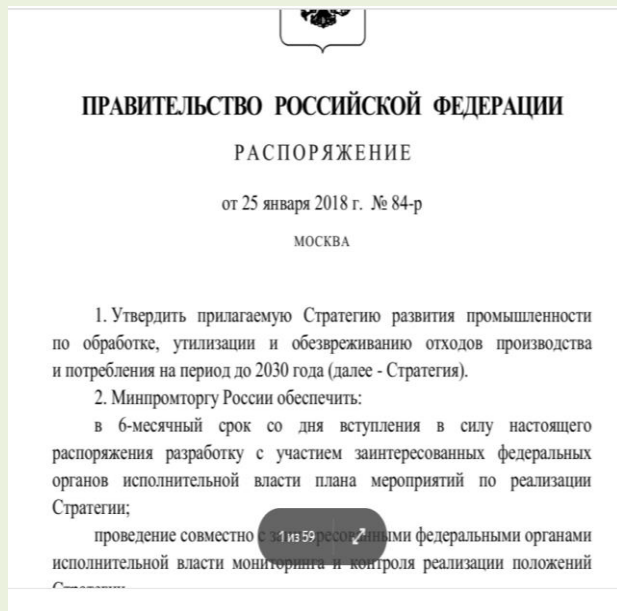 ПРАВИТЕЛЬСТВО РОССИЙСКОЙ ФЕДЕРАЦИИ
РАСПОРЯЖЕНИЕ
от 25 января 2018 г. № 84-р
МОСКВА
1. Утвердить прилагаемую Стратегию развития промышленности
по обработке, утилизации и обезвреживанию отходов производства
и потребления на период до 2030 года (далее - Стратегия).
2. Минпромторгу России обеспечить:
в 6-месячный срок со дня вступления в силу настоящего
распоряжения разработку с участием заинтересованных федеральных
органов исполнительной власти плана мероприятий по реализации
Стратегии;
проведение совместно с федеральными органами
1 из 59
исполнительной власти мониторинга и контроля реализации положений